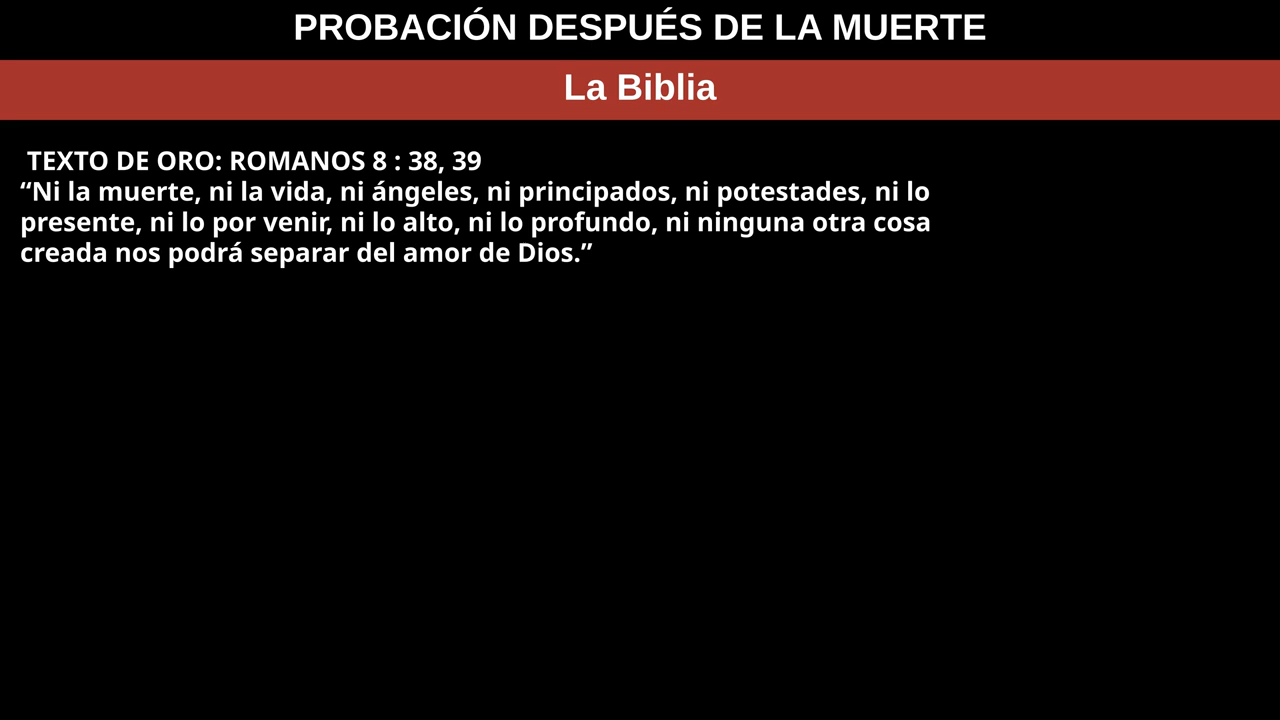 PROBACIÓN DESPUÉS DE LA MUERTE
La Biblia
TEXTO DE ORO: ROMANOS 8 : 38, 39
“Ni la muerte, ni la vida, ni ángeles, ni principados, ni potestades, ni lo
presente, ni lo por venir, ni lo alto, ni lo profundo, ni ninguna otra cosa
creada nos podrá separar del amor de Dios.”